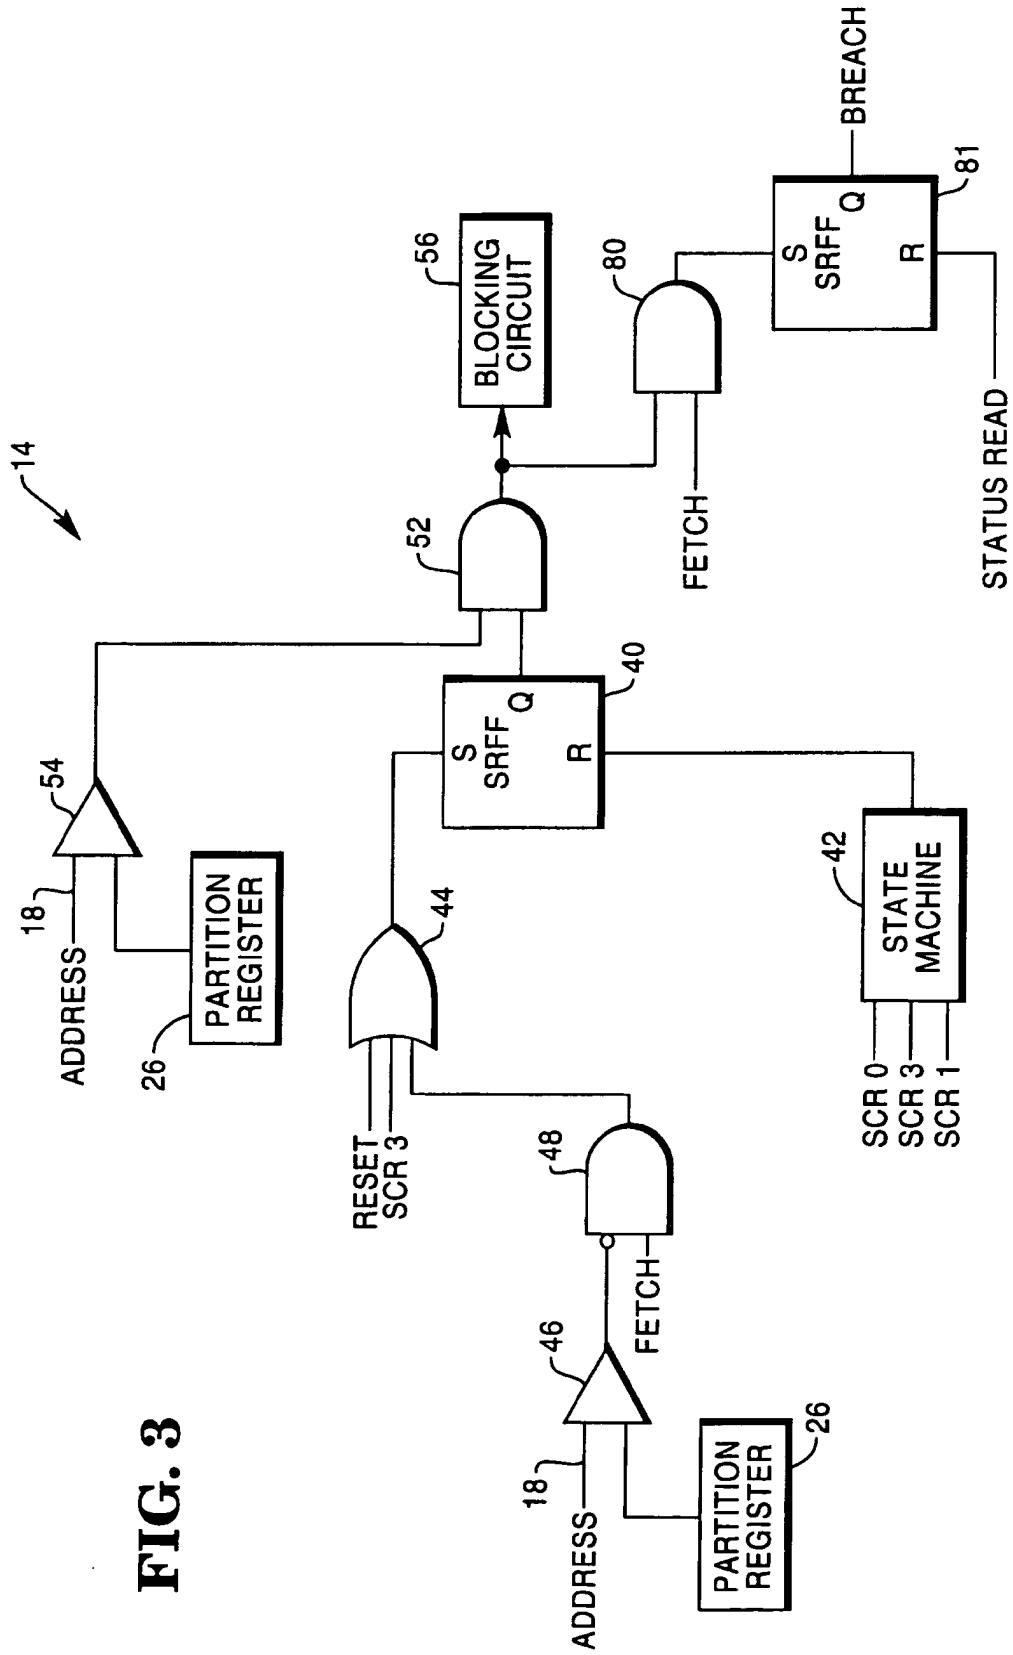 FIG. 3
14
ADDRESS
18
54
26
PARTITION
REGISTER
RESET
SCR 3
44
S
SRFF
Q
R
40
52
56
BLOCKING
CIRCUIT
ADDRESS
18
46
PARTITION
REGISTER
26
FETCH
48
SCR 0
SCR 3
SCR 1
42
STATE
MACHINE
FETCH
80
S
SRFF
Q
R
81
BREACH
STATUS READ